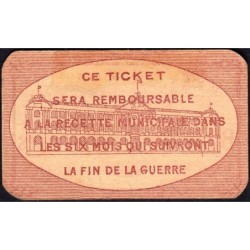 CE TICKET
SERA REMBOURSABLE
A LA RECETTE MUNICIPALE DANS
LES SIX MOIS QUI SUIVRONT
LA FIN DE LA GUERRE